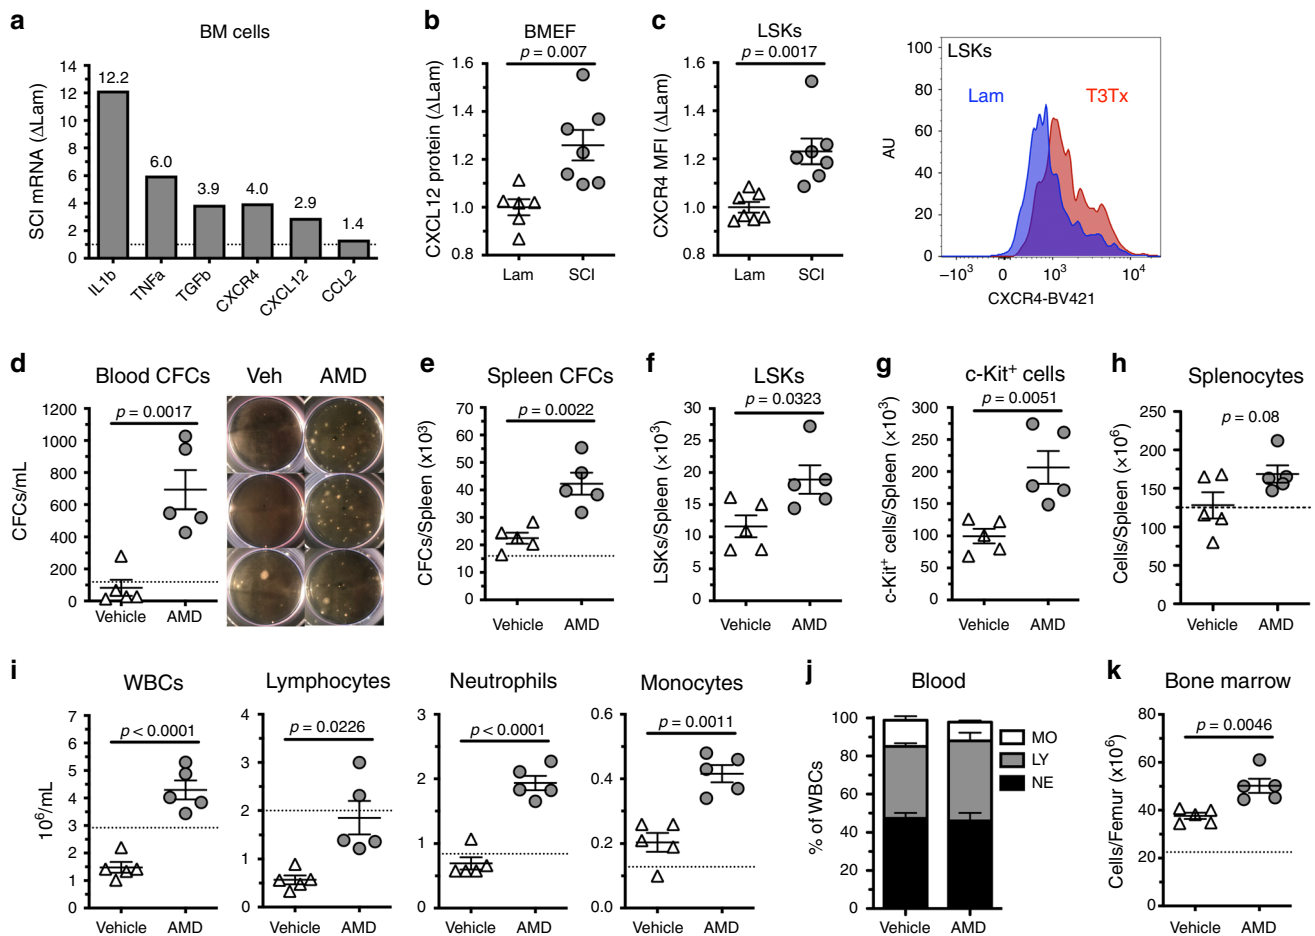 a
BM cells
SCI mRNA (ΔLam)
14
12
10
8
6
4
2
0
12.2
6.0
3.9
4.0
2.9
1.4
IL1b
TNFa
TGFb
CXCR4
CXCL12
CCL2
b
BMEF
p = 0.007
CXCL12 protein (ΔLam)
1.6
1.4
1.2
1.0
0.8
Lam
SCI
c
LSKs
p = 0.0017
CXCR4 MFI (ΔLam)
1.6
1.4
1.2
1.0
0.8
Lam
SCI
LSKs
Lam
T3Tx
AU
100
80
60
40
20
0
−10³
0
10³
10⁴
CXCR4-BV421
d
Blood CFCs
p = 0.0017
CFCs/mL
1200
1000
800
600
400
200
0
Vehicle
AMD
Veh
AMD
e
Spleen CFCs
p = 0.0022
CFCs/Spleen (x10³)
70
60
50
40
30
20
10
0
Vehicle
AMD
f
LSKs
p = 0.0323
LSKs/Spleen (×10³)
30
25
20
15
10
5
0
Vehicle
AMD
g
c-Kit⁺ cells
p = 0.0051
c-Kit⁺ cells/Spleen (×10³)
300
250
200
150
100
50
0
Vehicle
AMD
h
Splenocytes
p = 0.08
Cells/Spleen (×10⁶)
250
200
150
100
50
0
Vehicle
AMD
i
WBCs
p < 0.0001
10⁶/mL
7
6
5
4
3
2
1
0
Vehicle
AMD
Lymphocytes
p = 0.0226
4
3
2
1
0
Vehicle
AMD
Neutrophils
p < 0.0001
3
2
1
0
Vehicle
AMD
Monocytes
p = 0.0011
0.6
0.4
0.2
0.0
Vehicle
AMD
j
Blood
% of WBCs
100
80
60
40
20
0
MO
LY
NE
Vehicle
AMD
k
Bone marrow
p = 0.0046
Cells/Femur (x10⁶)
80
60
40
20
0
Vehicle
AMD